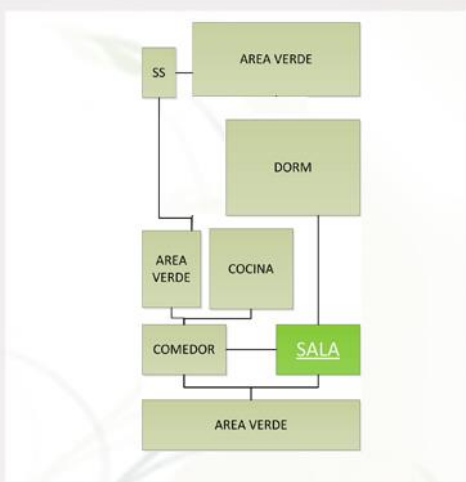 AREA VERDE
SS
DORM
AREA
VERDE
COCINA
COMEDOR
SALA
AREA VERDE